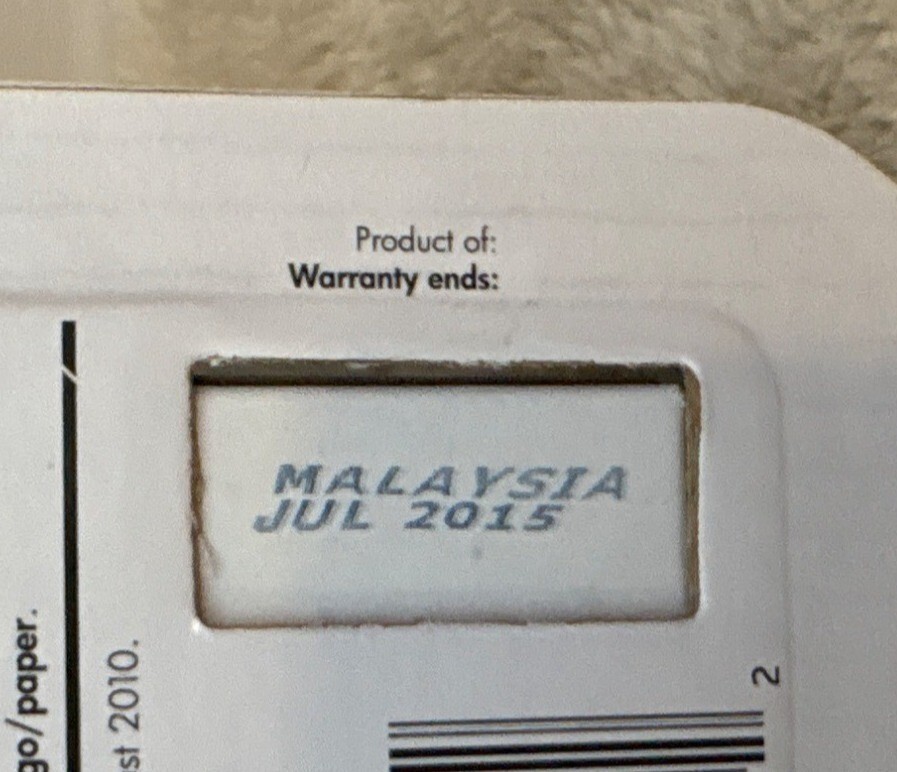 Product of:
Warranty ends:
MALAYSIA
JUL 2015
go/paper.
st 2010.
2